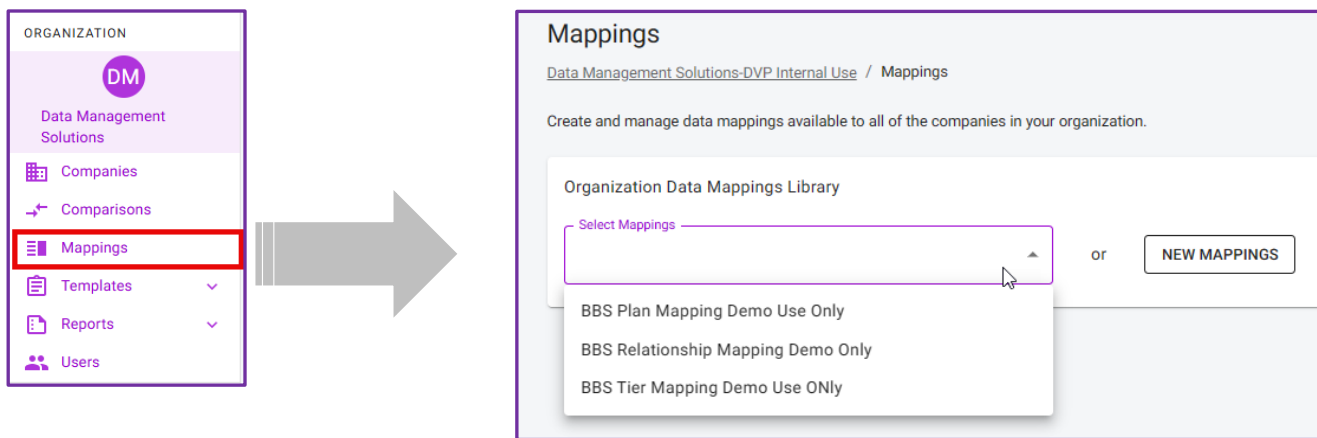 ORGANIZATION
DM
Data Management
Solutions
Companies
Comparisons
Mappings
Templates
Reports
Users
Mappings
Data Management Solutions-DVP Internal Use / Mappings
Create and manage data mappings available to all of the companies in your organization.
Organization Data Mappings Library
Select Mappings
or NEW MAPPINGS
BBS Plan Mapping Demo Use Only
BBS Relationship Mapping Demo Only
BBS Tier Mapping Demo Use ONly